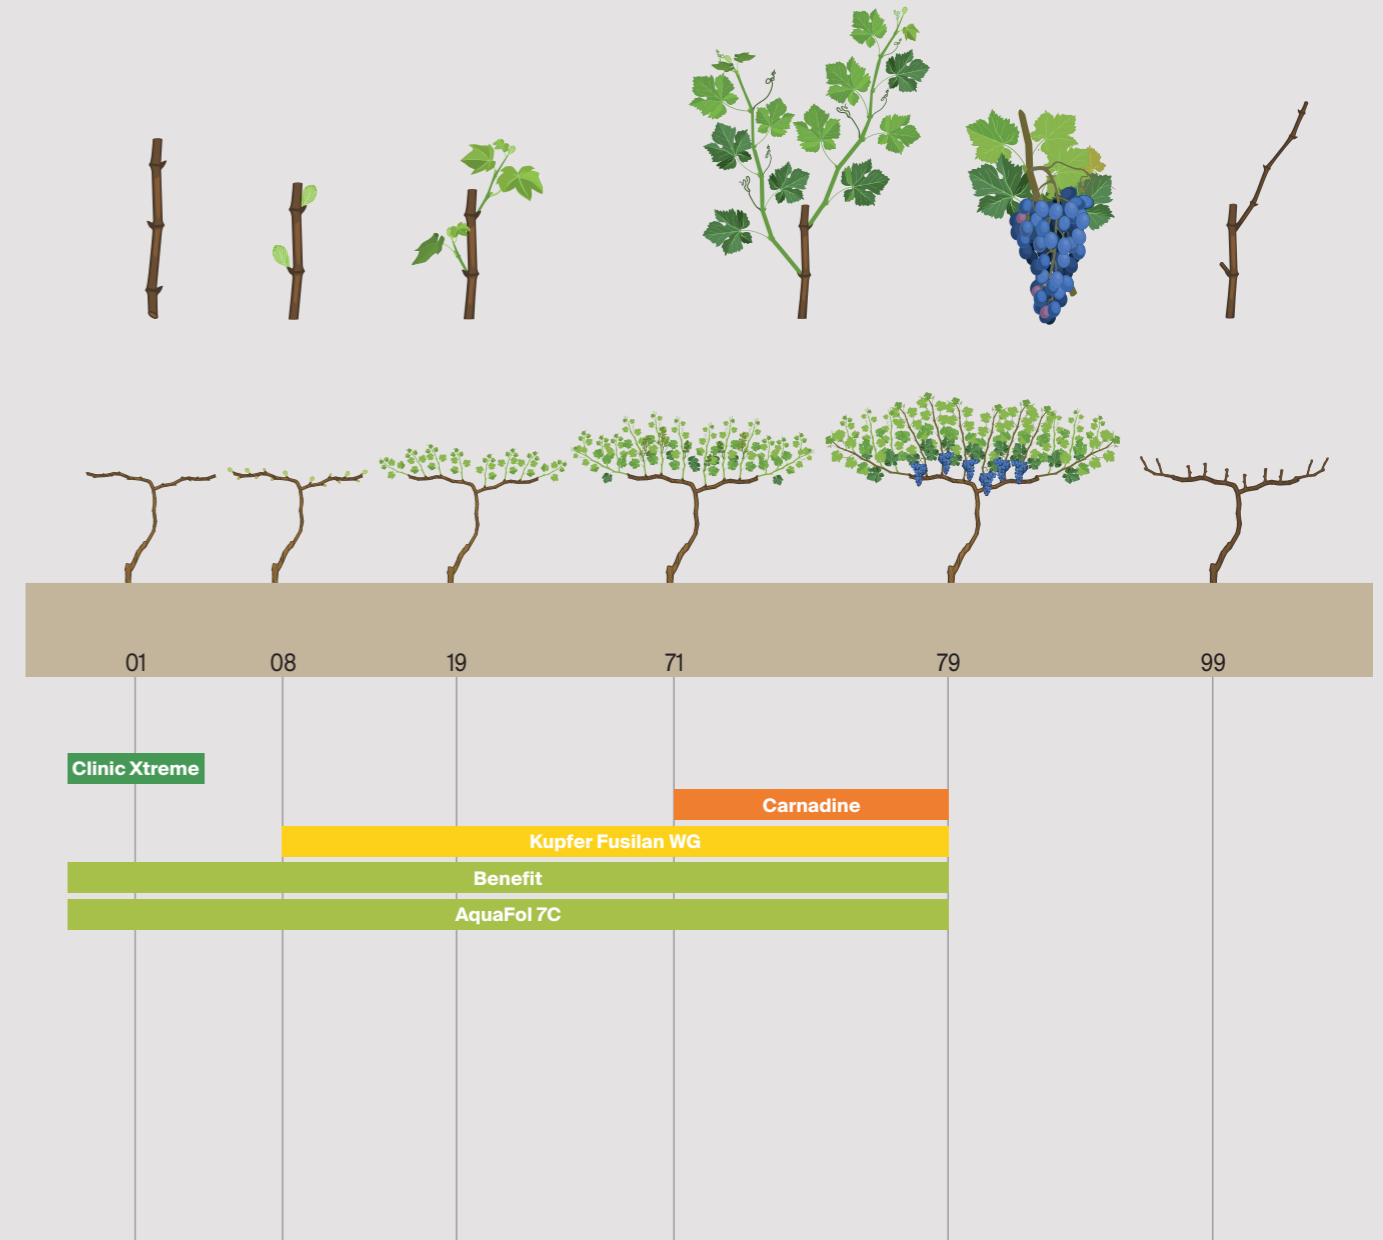 01 08 19 71 79 99
Clinic Xtreme
Carnadine
Kupfer Fusilan WG
Benefit
AquaFol 7C